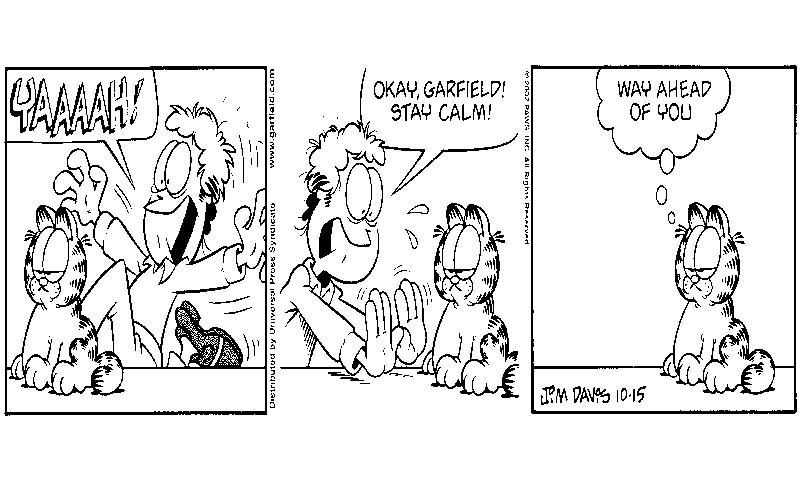 YAAAAH!
www.garfield.com
Distributed by Universal Press Syndicate
OKAY, GARFIELD!
STAY CALM!
© 2002 PAWS, INC. All Rights Reserved.
WAY AHEAD
OF YOU
JIM DAVIS 10·15